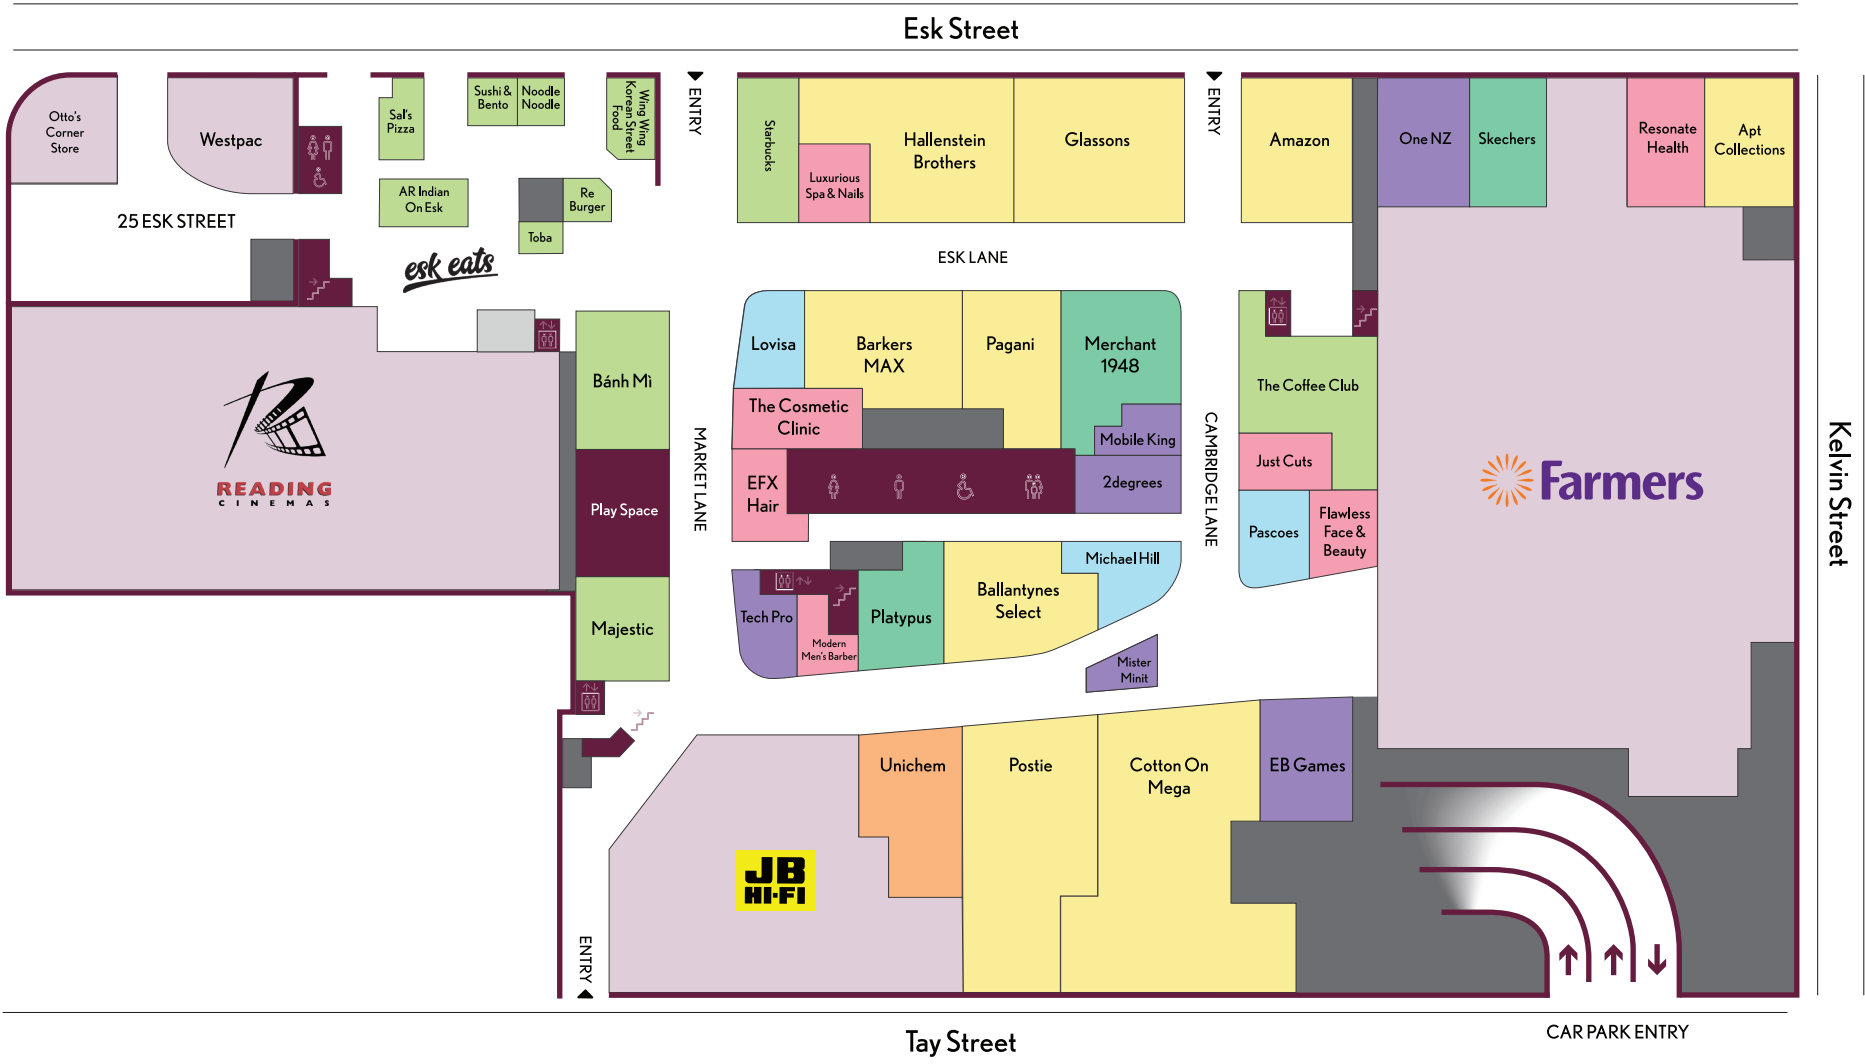 Esk Street
Otto's
Corner
Store
Westpac
Sal's
Pizza
Sushi &
Bento
Noodle
Noodle
Wing Wing
Korean Street
Food
ENTRY
Starbucks
Luxurious
Spa & Nails
Hallenstein
Brothers
Glassons
ENTRY
Amazon
One NZ
Skechers
Resonate
Health
Apt
Collections
AR Indian
On Esk
Re
Burger
Toba
25 ESK STREET
esk eats
ESK LANE
READING
CINEMAS
Bánh Mì
Play Space
Majestic
MARKET LANE
Lovisa
Barkers
MAX
Pagani
Merchant
1948
The Cosmetic
Clinic
Mobile King
EFX
Hair
2degrees
CAMBRIDGE LANE
The Coffee Club
Just Cuts
Pascoes
Flawless
Face &
Beauty
Farmers
Kelvin Street
Tech Pro
Modern
Men's Barber
Platypus
Ballantynes
Select
Michael Hill
Mister
Minit
JB
HI-FI
Unichem
Postie
Cotton On
Mega
EB Games
ENTRY
Tay Street
CAR PARK ENTRY